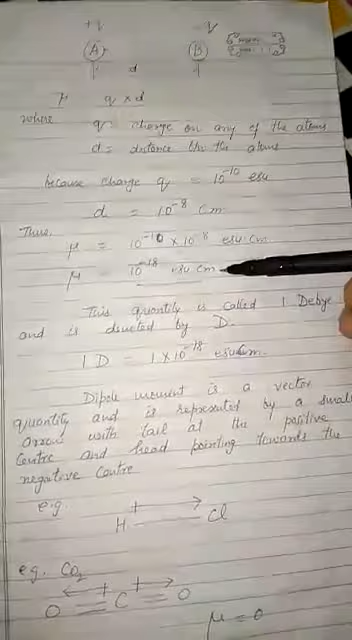 +q -q
A B
d
μ q × d
where
q = charge on any of the atoms
d = distance b/w the atoms
because charge q = 10⁻¹⁰ esu
d = 10⁻⁸ cm
Thus
μ = 10⁻¹⁰ × 10⁻⁸ esu cm
μ = 10⁻¹⁸ esu cm
This quantity is called 1 Debye
and is denoted by D.
1 D = 1 × 10⁻¹⁸ esu cm.
Dipole moment is a vector
quantity and is represented by a small
arrow with tail at the positive
centre and head pointing towards the
negative centre
e.g.
H — Cl
eg. CO₂
O = C = O
μ = 0